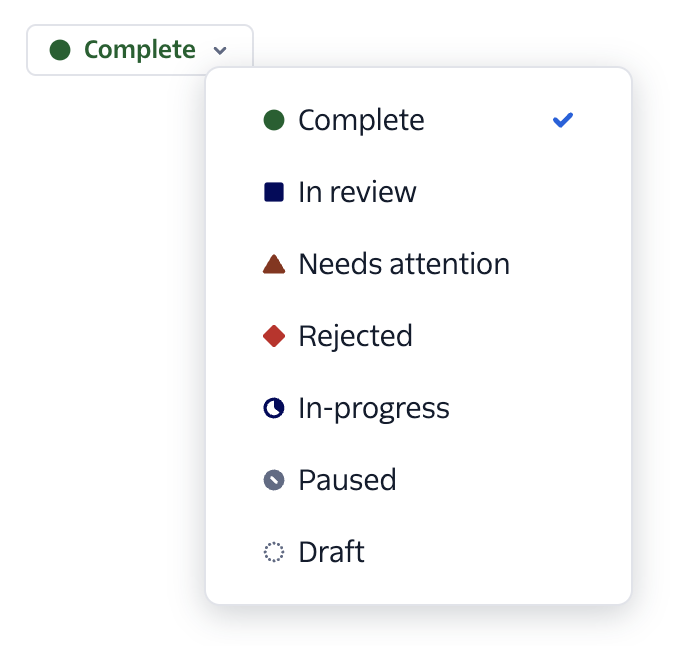 Complete
Complete
In review
Needs attention
Rejected
In-progress
Paused
Draft